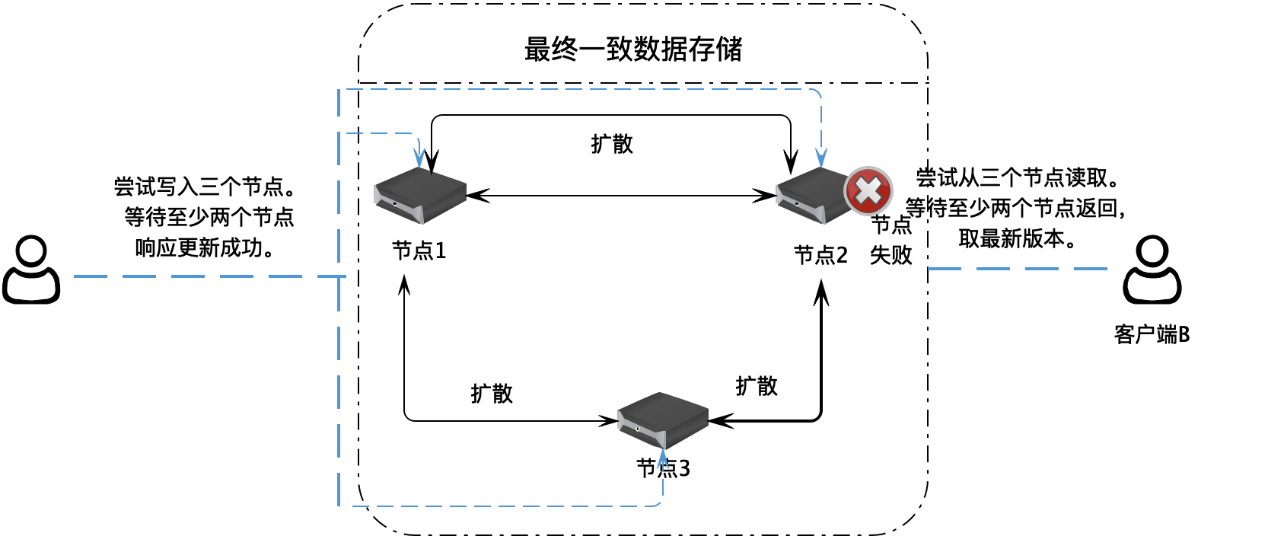 最终一致数据存储
扩散
尝试写入三个节点。
等待至少两个节点
响应更新成功。
节点1
节点2
节点
失败
尝试从三个节点读取。
等待至少两个节点返回,
取最新版本。
客户端B
扩散
扩散
节点3